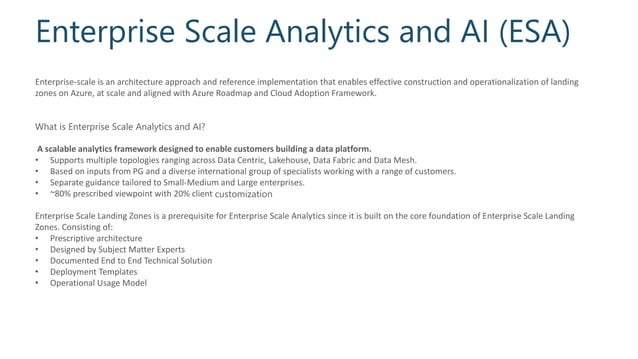 Enterprise Scale Analytics and AI (ESA)
Enterprise-scale is an architecture approach and reference implementation that enables effective construction and operationalization of landing
zones on Azure, at scale and aligned with Azure Roadmap and Cloud Adoption Framework.
What is Enterprise Scale Analytics and AI?
A scalable analytics framework designed to enable customers building a data platform.
• Supports multiple topologies ranging across Data Centric, Lakehouse, Data Fabric and Data Mesh.
• Based on inputs from PG and a diverse international group of specialists working with a range of customers.
• Separate guidance tailored to Small-Medium and Large enterprises.
• ~80% prescribed viewpoint with 20% client customization
Enterprise Scale Landing Zones is a prerequisite for Enterprise Scale Analytics since it is built on the core foundation of Enterprise Scale Landing
Zones. Consisting of:
• Prescriptive architecture
• Designed by Subject Matter Experts
• Documented End to End Technical Solution
• Deployment Templates
• Operational Usage Model